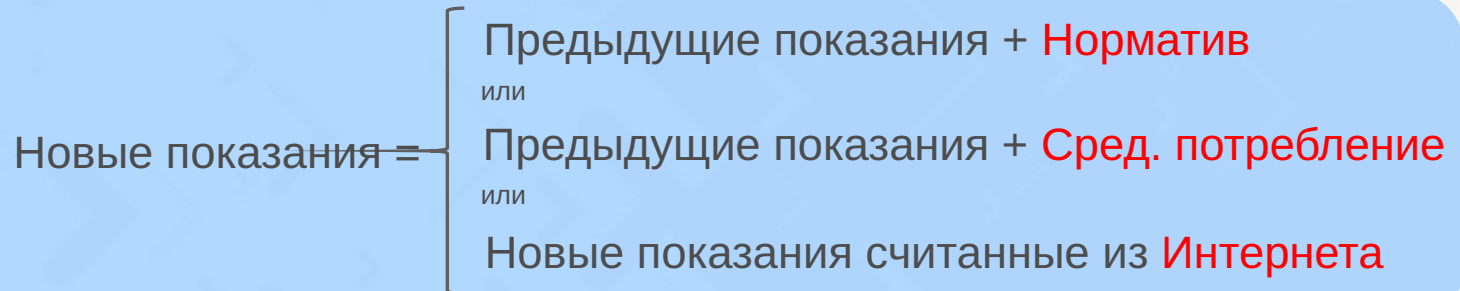 Предыдущие показания + Норматив
или
Новые показания =
Предыдущие показания + Сред. потребление
или
Новые показания считанные из Интернета